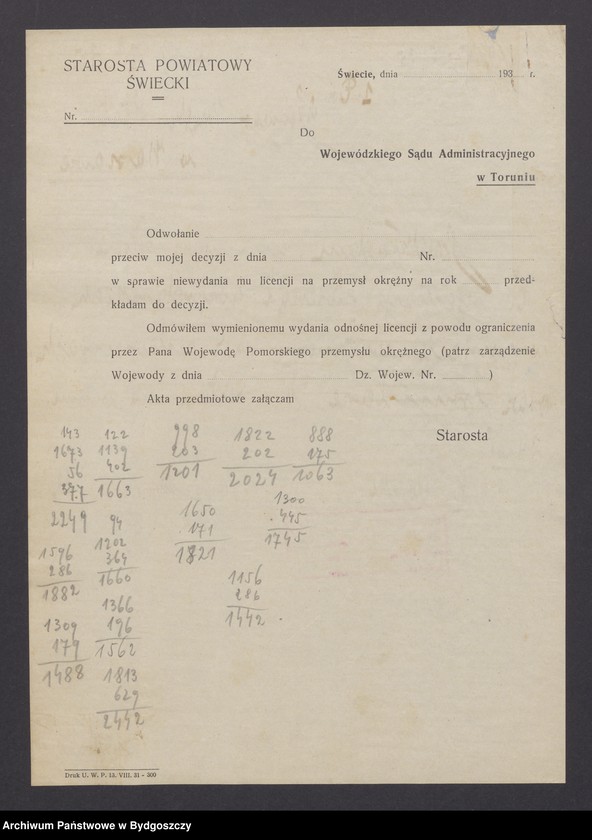 STAROSTA POWIATOWY
ŚWIECKI
Nr.
Świecie, dnia 193 r.
Do
Wojewódzkiego Sądu Administracyjnego
w Toruniu
Odwołanie
przeciw mojej decyzji z dnia Nr.
w sprawie niewydania mu licencji na przemysł okrężny na rok przed-
kładam do decyzji.
Odmówiłem wymienionemu wydania odnośnej licencji z powodu ograniczenia
przez Pana Wojewodę Pomorskiego przemysłu okrężnego (patrz zarządzenie
Wojewody z dnia Dz. Wojew. Nr. )
Akta przedmiotowe załączam
Starosta
143
1673
56
377
2249
1596
286
1882
1309
179
1488
122
1139
402
1663
94
1202
364
1660
1366
196
1562
1813
629
2442
998
203
1201
1650
171
1821
1822
202
2024
1156
286
1442
888
175
1063
1300
445
1745
Druk U. W. P. 13. VIII. 31 - 500
Archiwum Państwowe w Bydgoszczy